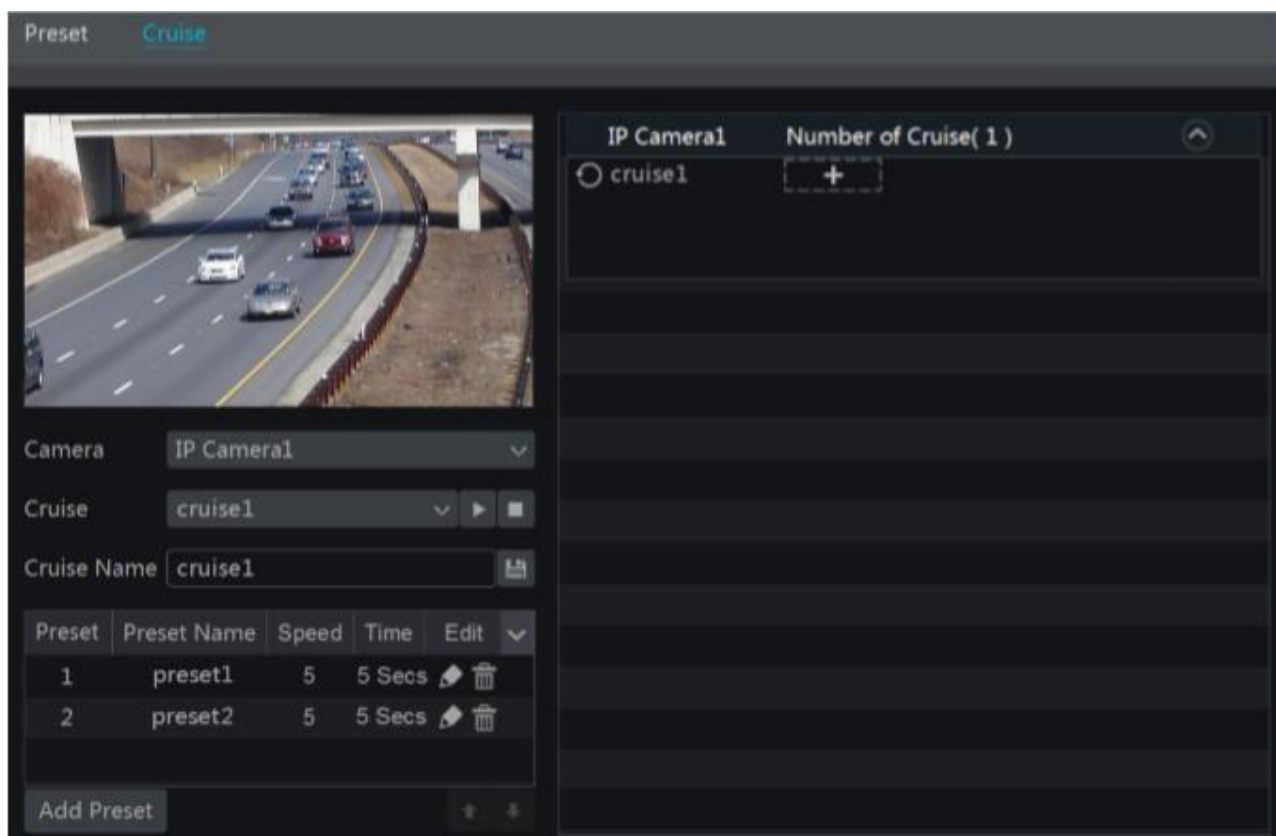 Preset Cruise
IP Camera1 Number of Cruise( 1 )
cruise1
Camera IP Camera1
Cruise cruise1
Cruise Name cruise1
Preset Preset Name Speed Time Edit
1 preset1 5 5 Secs
2 preset2 5 5 Secs
Add Preset